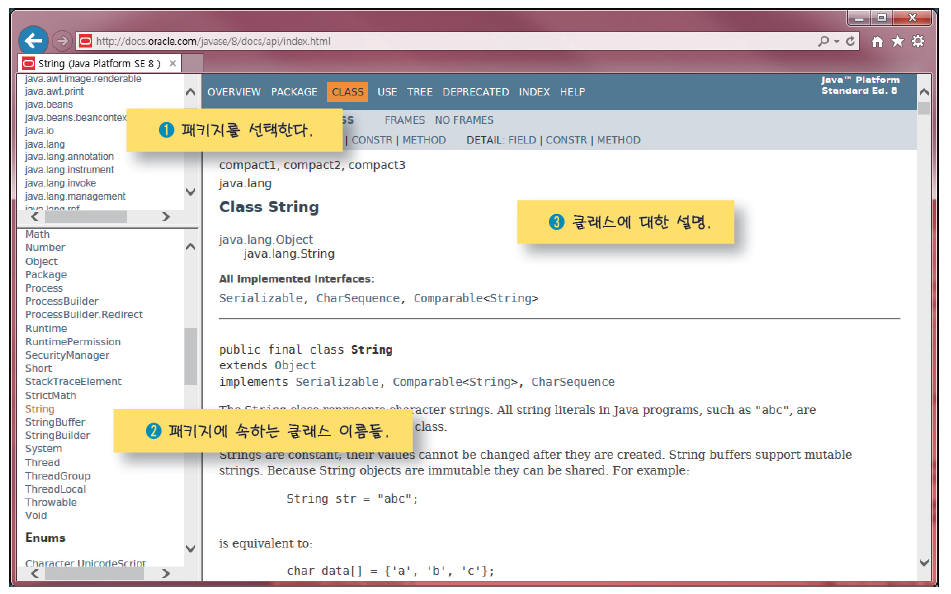 http://docs.oracle.com/javase/8/docs/api/index.html
String (Java Platform SE 8 )
java.awt.image.renderable
java.awt.print
java.beans
java.beans.beancontex
java.io
java.lang
java.lang.annotation
java.lang.instrument
java.lang.invoke
java.lang.management
java.lang.ref
1 패키지를 선택한다.
Math
Number
Object
Package
Process
ProcessBuilder
ProcessBuilder.Redirect
Runtime
RuntimePermission
SecurityManager
Short
StackTraceElement
StrictMath
String
StringBuffer
StringBuilder
System
Thread
ThreadGroup
ThreadLocal
Throwable
Void
Enums
Character.UnicodeScript
2 패키지에 속하는 클래스 이름들.
OVERVIEW PACKAGE CLASS USE TREE DEPRECATED INDEX HELP
Java™ Platform
Standard Ed. 8
SS FRAMES NO FRAMES
| CONSTR | METHOD DETAIL: FIELD | CONSTR | METHOD
compact1, compact2, compact3
java.lang
Class String
3 클래스에 대한 설명.
java.lang.Object
java.lang.String
All Implemented Interfaces:
Serializable, CharSequence, Comparable<String>
public final class String
extends Object
implements Serializable, Comparable<String>, CharSequence
The String class represents character strings. All string literals in Java programs, such as "abc", are
class.
Strings are constant; their values cannot be changed after they are created. String buffers support mutable
strings. Because String objects are immutable they can be shared. For example:
String str = "abc";
is equivalent to:
char data[] = {'a', 'b', 'c'};